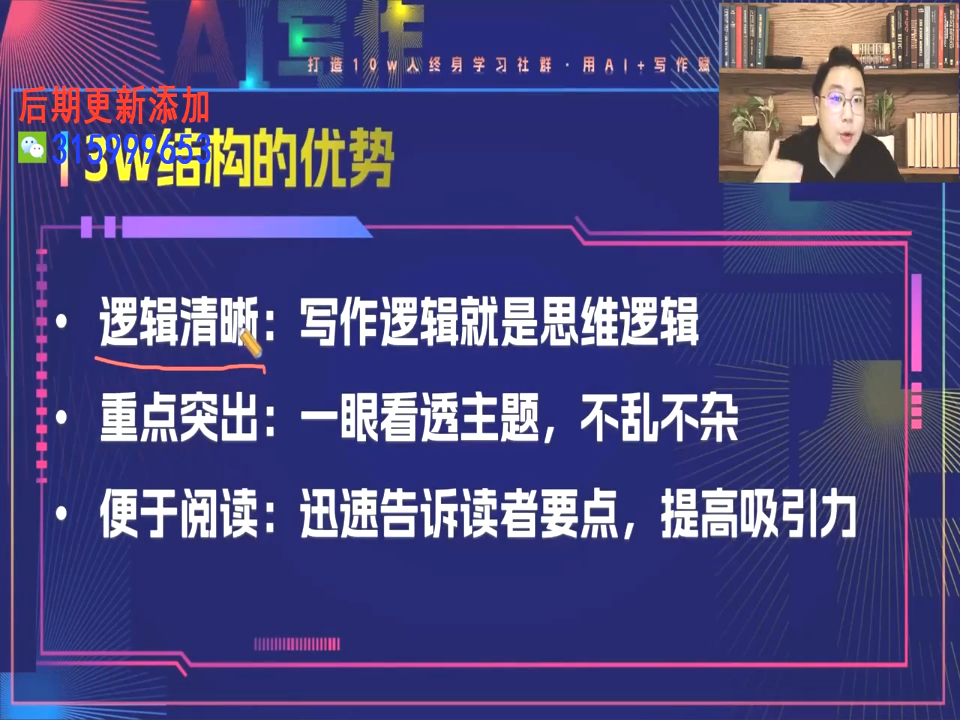 AI写作
打造10w人终身学习社群·用AI+写作赋
后期更新添加
315999653
13W结构的优势
• 逻辑清晰：写作逻辑就是思维逻辑
• 重点突出：一眼看透主题，不乱不杂
• 便于阅读：迅速告诉读者要点，提高吸引力